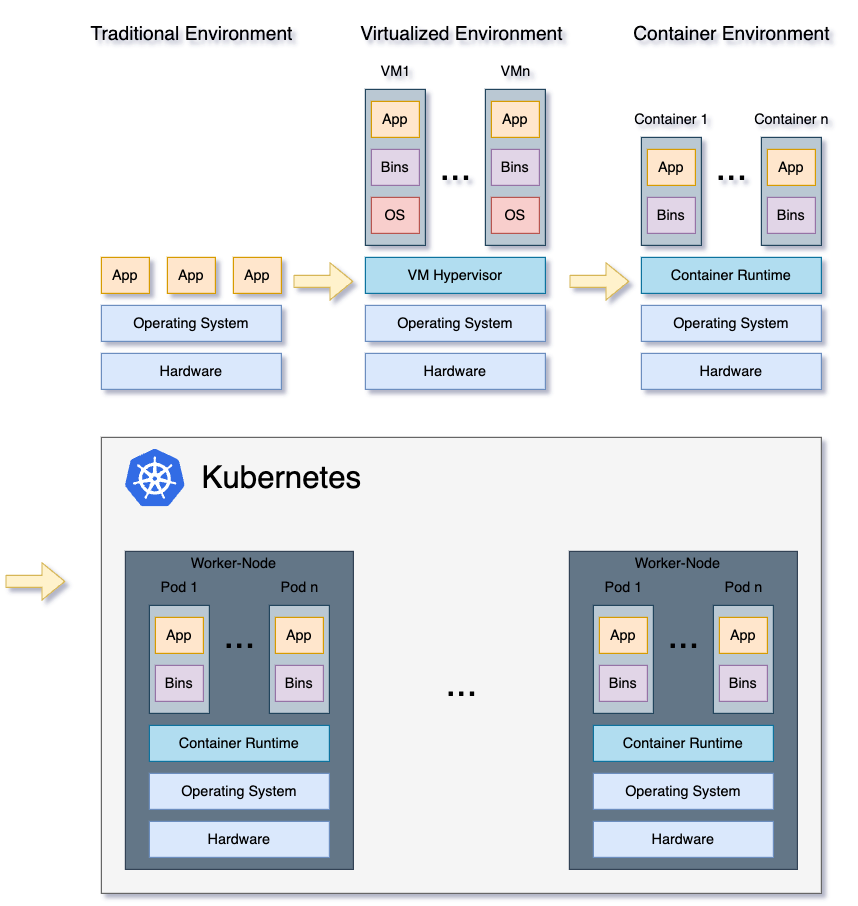 Traditional Environment
Virtualized Environment
Container Environment
VM1
VMn
App
App
Container 1
Container n
Bins
...
Bins
App
...
App
OS
OS
Bins
Bins
App
App
App
VM Hypervisor
Container Runtime
Operating System
Operating System
Operating System
Hardware
Hardware
Hardware
Kubernetes
Worker-Node
Worker-Node
Pod 1
Pod n
Pod 1
Pod n
App
...
App
App
...
App
Bins
Bins
...
Bins
Bins
Container Runtime
Container Runtime
Operating System
Operating System
Hardware
Hardware